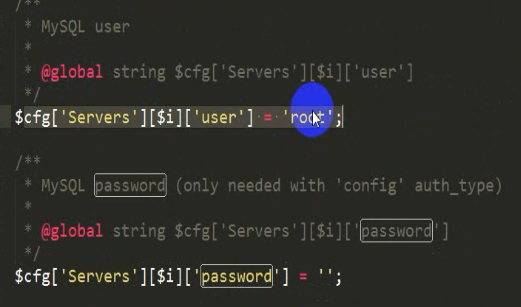 /**
* MySQL user
*
* @global string $cfg['Servers'][$i]['user']
*/
$cfg['Servers'][$i]['user'] = 'root';
/**
* MySQL password (only needed with 'config' auth_type)
*
* @global string $cfg['Servers'][$i]['password']
*/
$cfg['Servers'][$i]['password'] = '';